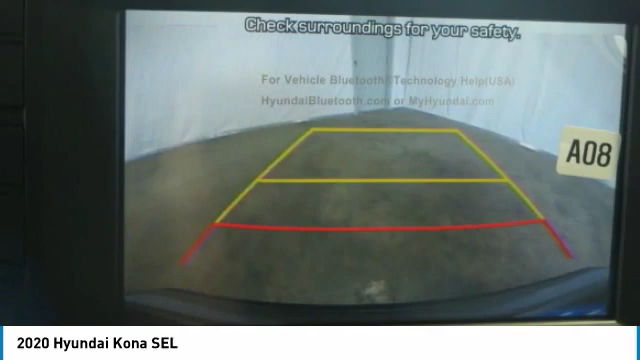 Check surroundings for your safety.
For Vehicle Bluetooth® Technology Help(USA)
HyundaiBluetooth.com or MyHyundai.com
A08
2020 Hyundai Kona SEL